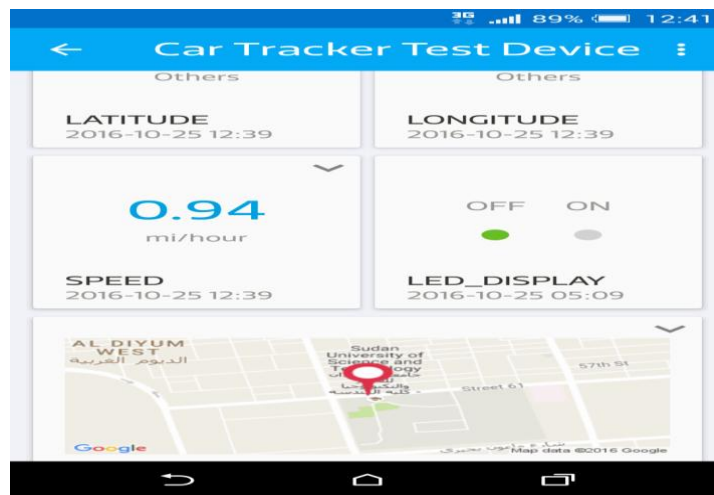 3G 89% 12:41
Car Tracker Test Device
Others Others
LATITUDE LONGITUDE
2016-10-25 12:39 2016-10-25 12:39
0.94
mi/hour
SPEED
2016-10-25 12:39
OFF ON
LED_DISPLAY
2016-10-25 05:09
AL DIYUM
WEST
الديوم الغربية
Sudan
University of
Science and
كلية الهندسة
57th St
Street 61
Google
Map data ©2016 Google